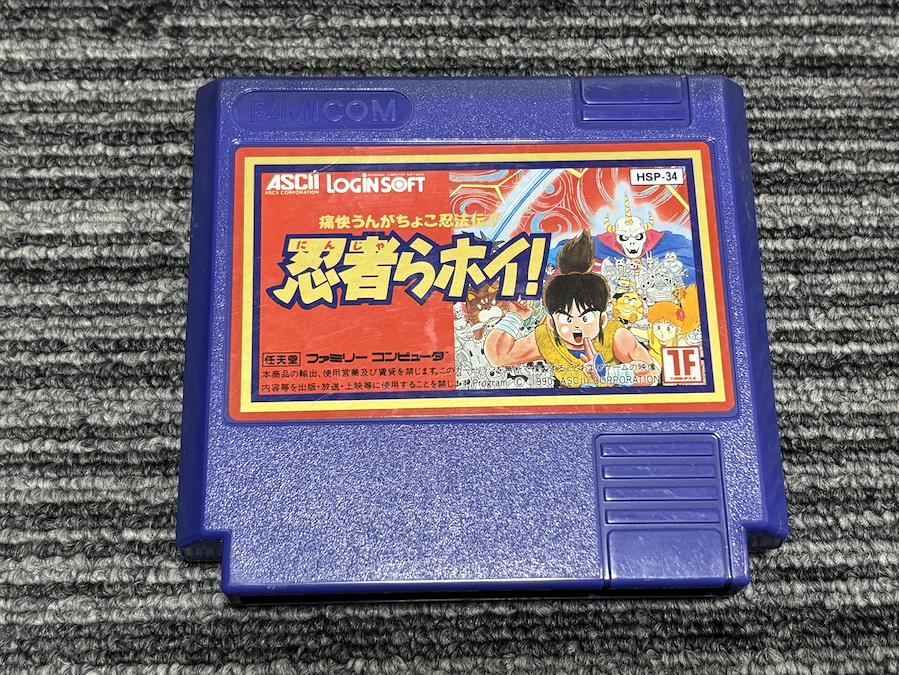 FAMICOM
ASCII LOGiN SOFT
ASCII CORPORATION
HSP-34
痛快うんがちょこ忍法伝!!
にんじゃ
忍者らホイ!
任天堂 ファミリー コンピュータ
TF
TURBOFILE
本商品の輸出、使用営業及び賃貸を禁じます。
内容等を出版・放送・上映等に使用することを禁じ
Program © 1990 ASCII CORPORATION